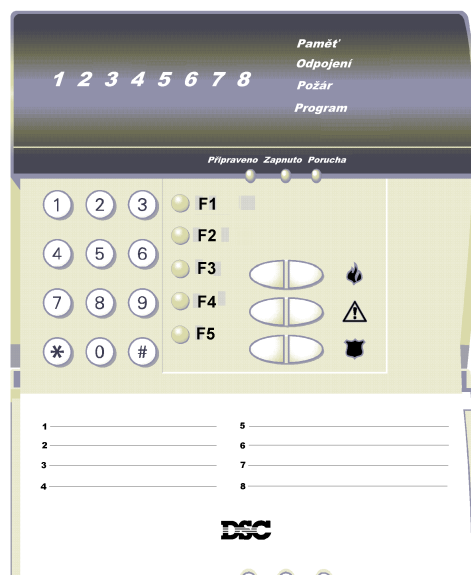 Paměť
Odpojení
1 2 3 4 5 6 7 8
Požár
Program
Připraveno Zapnuto Porucha
1 2 3 F1
F2
4 5 6 F3
7 8 9 F4
F5
* 0 #
1
2
3
4
5
6
7
8
DSC